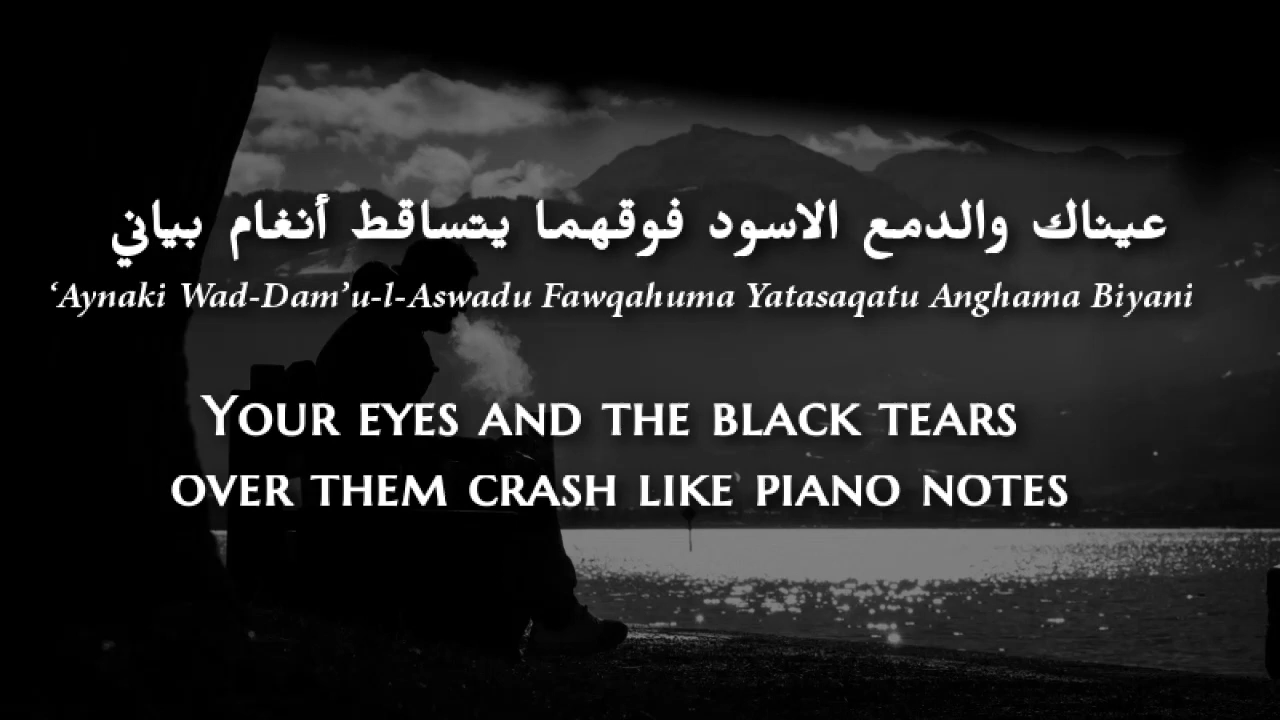 عيناك والدمع الاسود فوقهما يتساقط أنغام بياني
‘Aynaki Wad-Dam’u-l-Aswadu Fawqahuma Yatasaqatu Anghama Biyani
Your eyes and the black tears
over them crash like piano notes